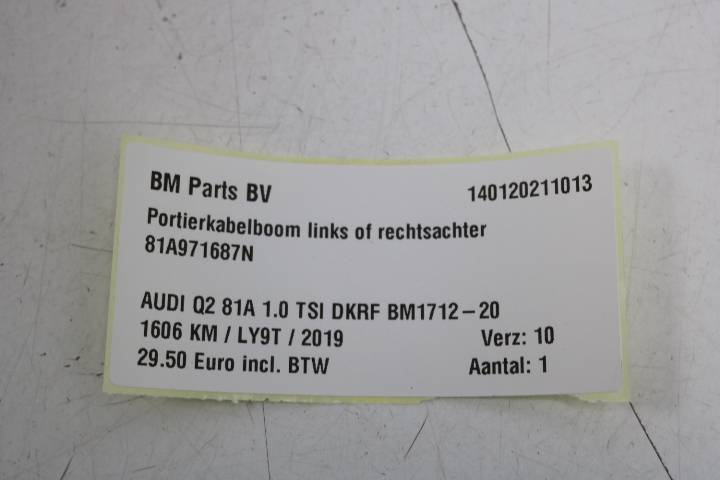 BM Parts BV 140120211013
Portierkabelboom links of rechtsachter
81A971687N
AUDI Q2 81A 1.0 TSI DKRF BM1712-20
1606 KM / LY9T / 2019 Verz: 10
29.50 Euro incl. BTW Aantal: 1